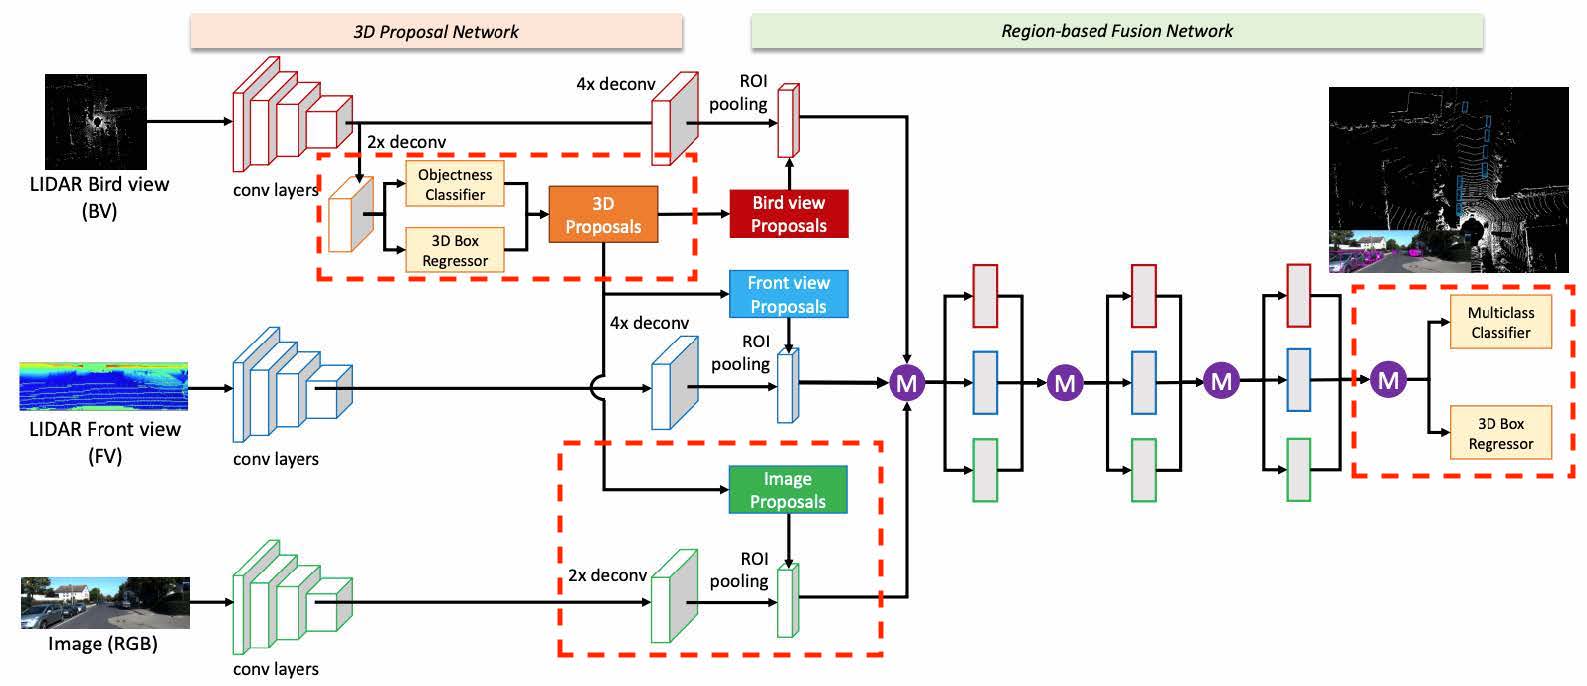 3D Proposal Network
Region-based Fusion Network
LIDAR Bird view
(BV)
conv layers
2x deconv
4x deconv
ROI
pooling
Objectness
Classifier
3D Box
Regressor
3D
Proposals
Bird view
Proposals
Front view
Proposals
LIDAR Front view
(FV)
conv layers
4x deconv
ROI
pooling
Image
Proposals
Image (RGB)
conv layers
2x deconv
ROI
pooling
M
M
M
M
Multiclass
Classifier
3D Box
Regressor